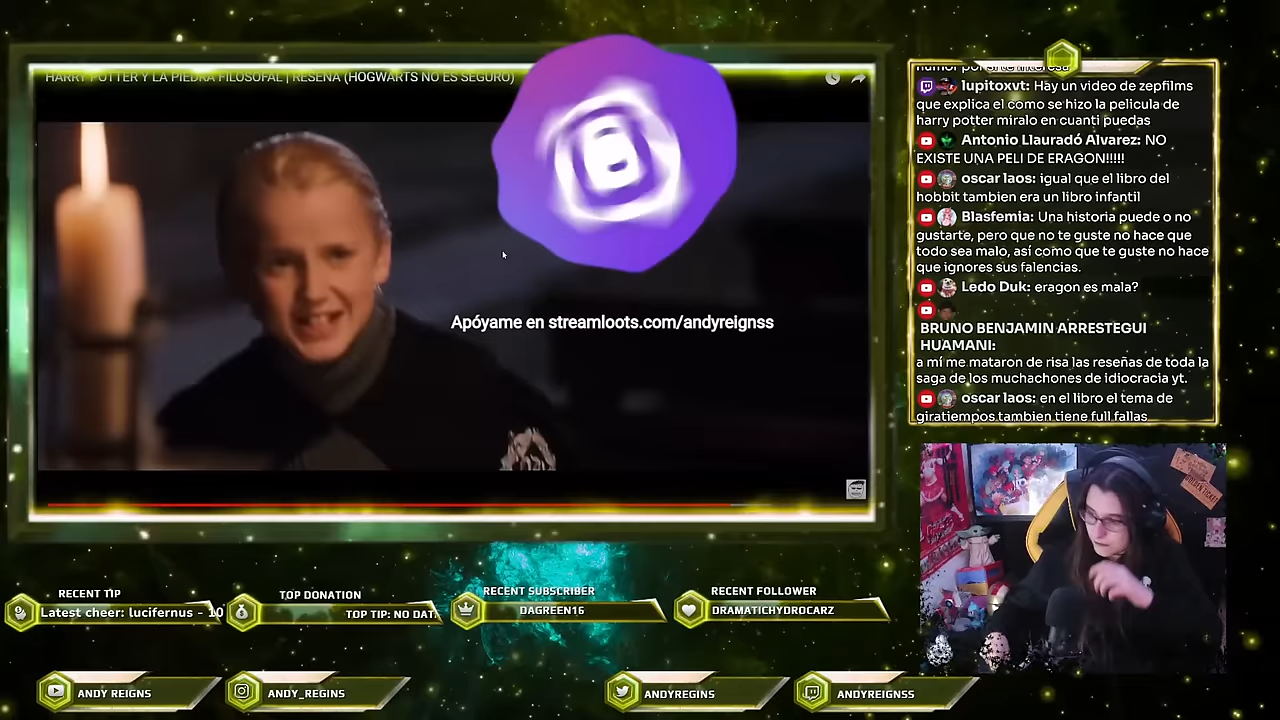 HARRY POTTER Y LA PIEDRA FILOSOFAL | RESEÑA (HOGWARTS NO ES SEGURO)
Apóyame en streamloots.com/andyreignss
humor por si te interesa
lupitoxvt: Hay un video de zepfilms
que explica el como se hizo la pelicula de
harry potter miralo en cuanti puedas
Antonio Llauradó Alvarez: NO
EXISTE UNA PELI DE ERAGON!!!!!
oscar laos: igual que el libro del
hobbit tambien era un libro infantil
Blasfemia: Una historia puede o no
gustarte, pero que no te guste no hace que
todo sea malo, así como que te guste no hace
que ignores sus falencias.
Ledo Duk: eragon es mala?
BRUNO BENJAMIN ARRESTEGUI
HUAMANI:
a mí me mataron de risa las reseñas de toda la
saga de los muchachones de idiocracia yt.
oscar laos: en el libro el tema de
giratiempos tambien tiene full fallas
RECENT TIP
Latest cheer: lucifernus - 10
TOP DONATION
TOP TIP: NO DAT
RECENT SUBSCRIBER
DAGREEN16
RECENT FOLLOWER
DRAMATICHYDROCARZ
ANDY REIGNS
ANDY_REGINS
ANDYREGINS
ANDYREIGNSS